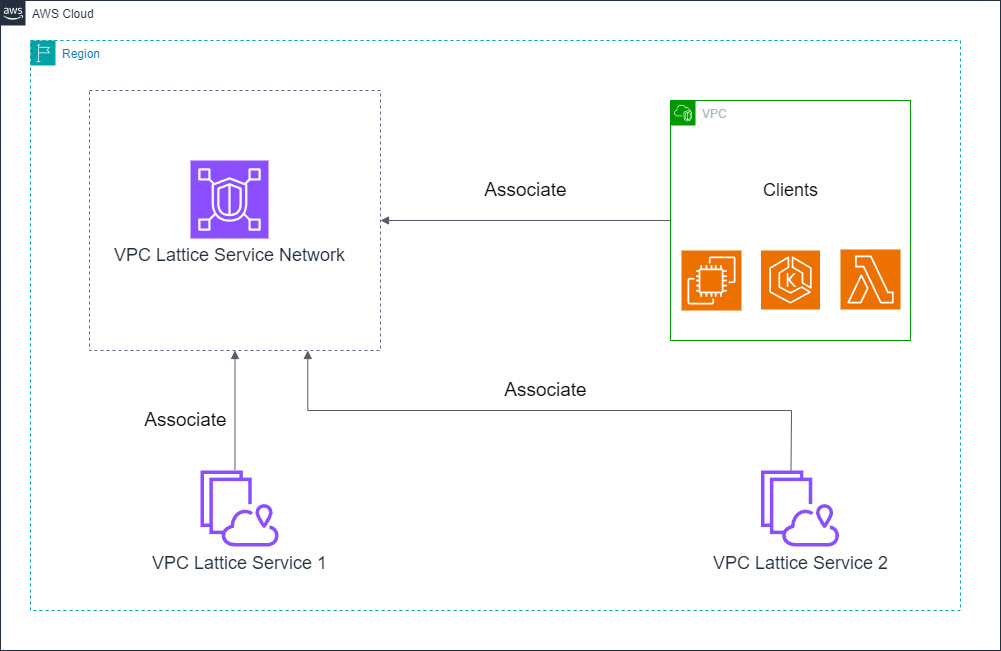 aws
AWS Cloud
Region
VPC
Associate
Clients
VPC Lattice Service Network
K
Associate
Associate
VPC Lattice Service 1
VPC Lattice Service 2